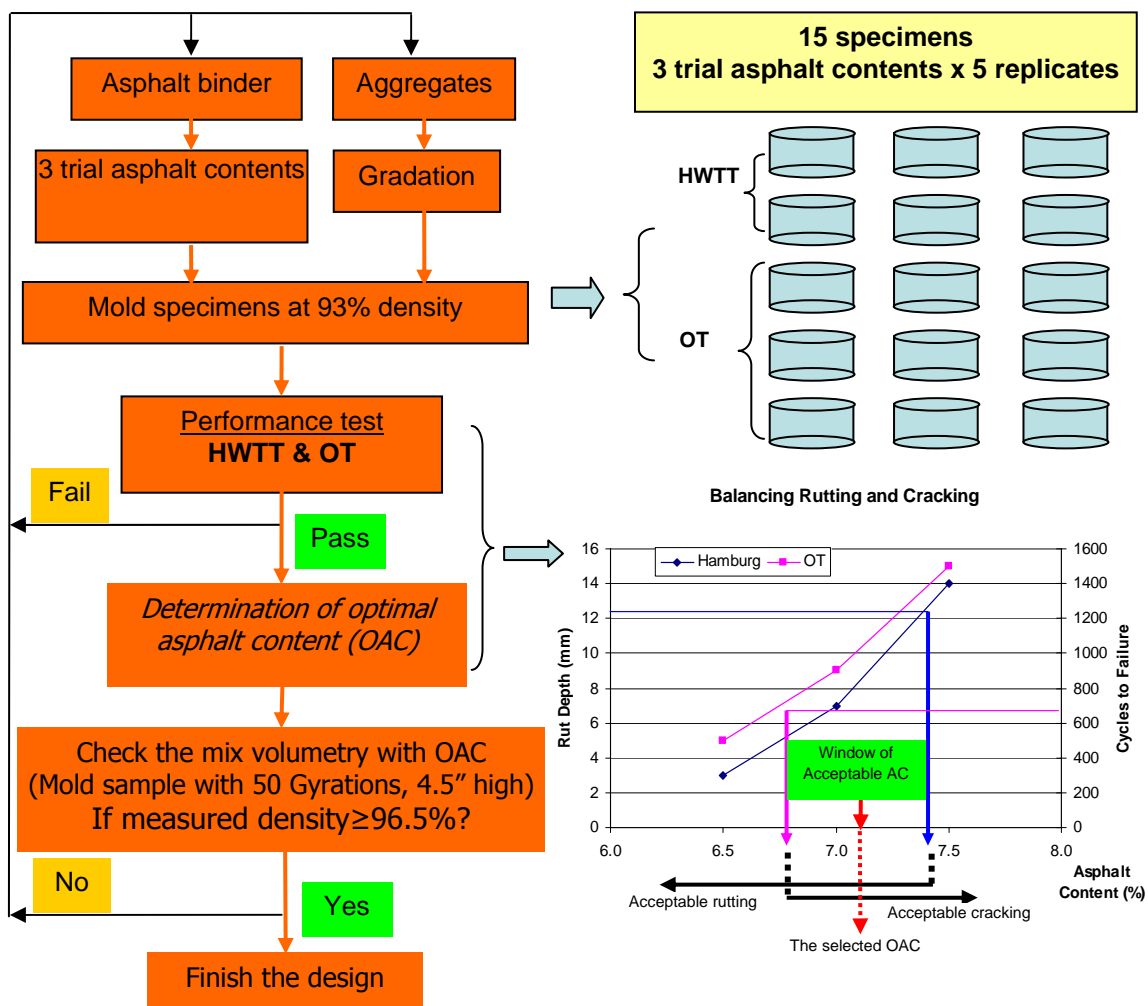 Asphalt binder
Aggregates
3 trial asphalt contents
Gradation
Mold specimens at 93% density
Performance test
HWTT & OT
Fail
Pass
Determination of optimal
asphalt content (OAC)
Check the mix volumetry with OAC
(Mold sample with 50 Gyrations, 4.5” high)
If measured density≥96.5%?
No
Yes
Finish the design
15 specimens
3 trial asphalt contents x 5 replicates
HWTT
OT
Balancing Rutting and Cracking
Hamburg
OT
Rut Depth (mm)
16
14
12
10
8
6
4
2
0
Cycles to Failure
1600
1400
1200
1000
800
600
400
200
0
Window of
Acceptable AC
6.0
6.5
7.0
7.5
8.0
Asphalt
Content (%)
Acceptable rutting
Acceptable cracking
The selected OAC